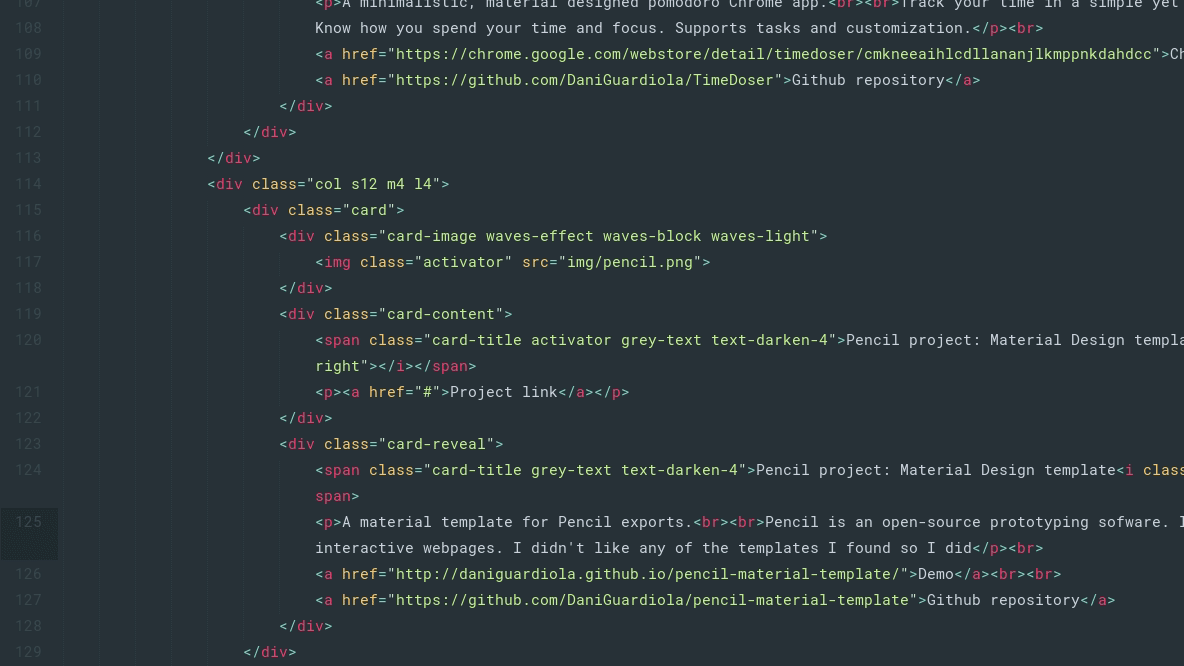 107 <p>A minimalistic, material designed pomodoro Chrome app.<br><br>Track your time in a simple yet
108 Know how you spend your time and focus. Supports tasks and customization.</p><br>
109 <a href="https://chrome.google.com/webstore/detail/timedoser/cmkneeaihlcdllananjlkmppnkdahdcc">Ch
110 <a href="https://github.com/DaniGuardiola/TimeDoser">Github repository</a>
111 </div>
112 </div>
113 </div>
114 <div class="col s12 m4 l4">
115 <div class="card">
116 <div class="card-image waves-effect waves-block waves-light">
117 <img class="activator" src="img/pencil.png">
118 </div>
119 <div class="card-content">
120 <span class="card-title activator grey-text text-darken-4">Pencil project: Material Design templa
right"></i></span>
121 <p><a href="#">Project link</a></p>
122 </div>
123 <div class="card-reveal">
124 <span class="card-title grey-text text-darken-4">Pencil project: Material Design template<i clas
span>
125 <p>A material template for Pencil exports.<br><br>Pencil is an open-source prototyping sofware. I
interactive webpages. I didn't like any of the templates I found so I did</p><br>
126 <a href="http://daniguardiola.github.io/pencil-material-template/">Demo</a><br><br>
127 <a href="https://github.com/DaniGuardiola/pencil-material-template">Github repository</a>
128 </div>
129 </div>